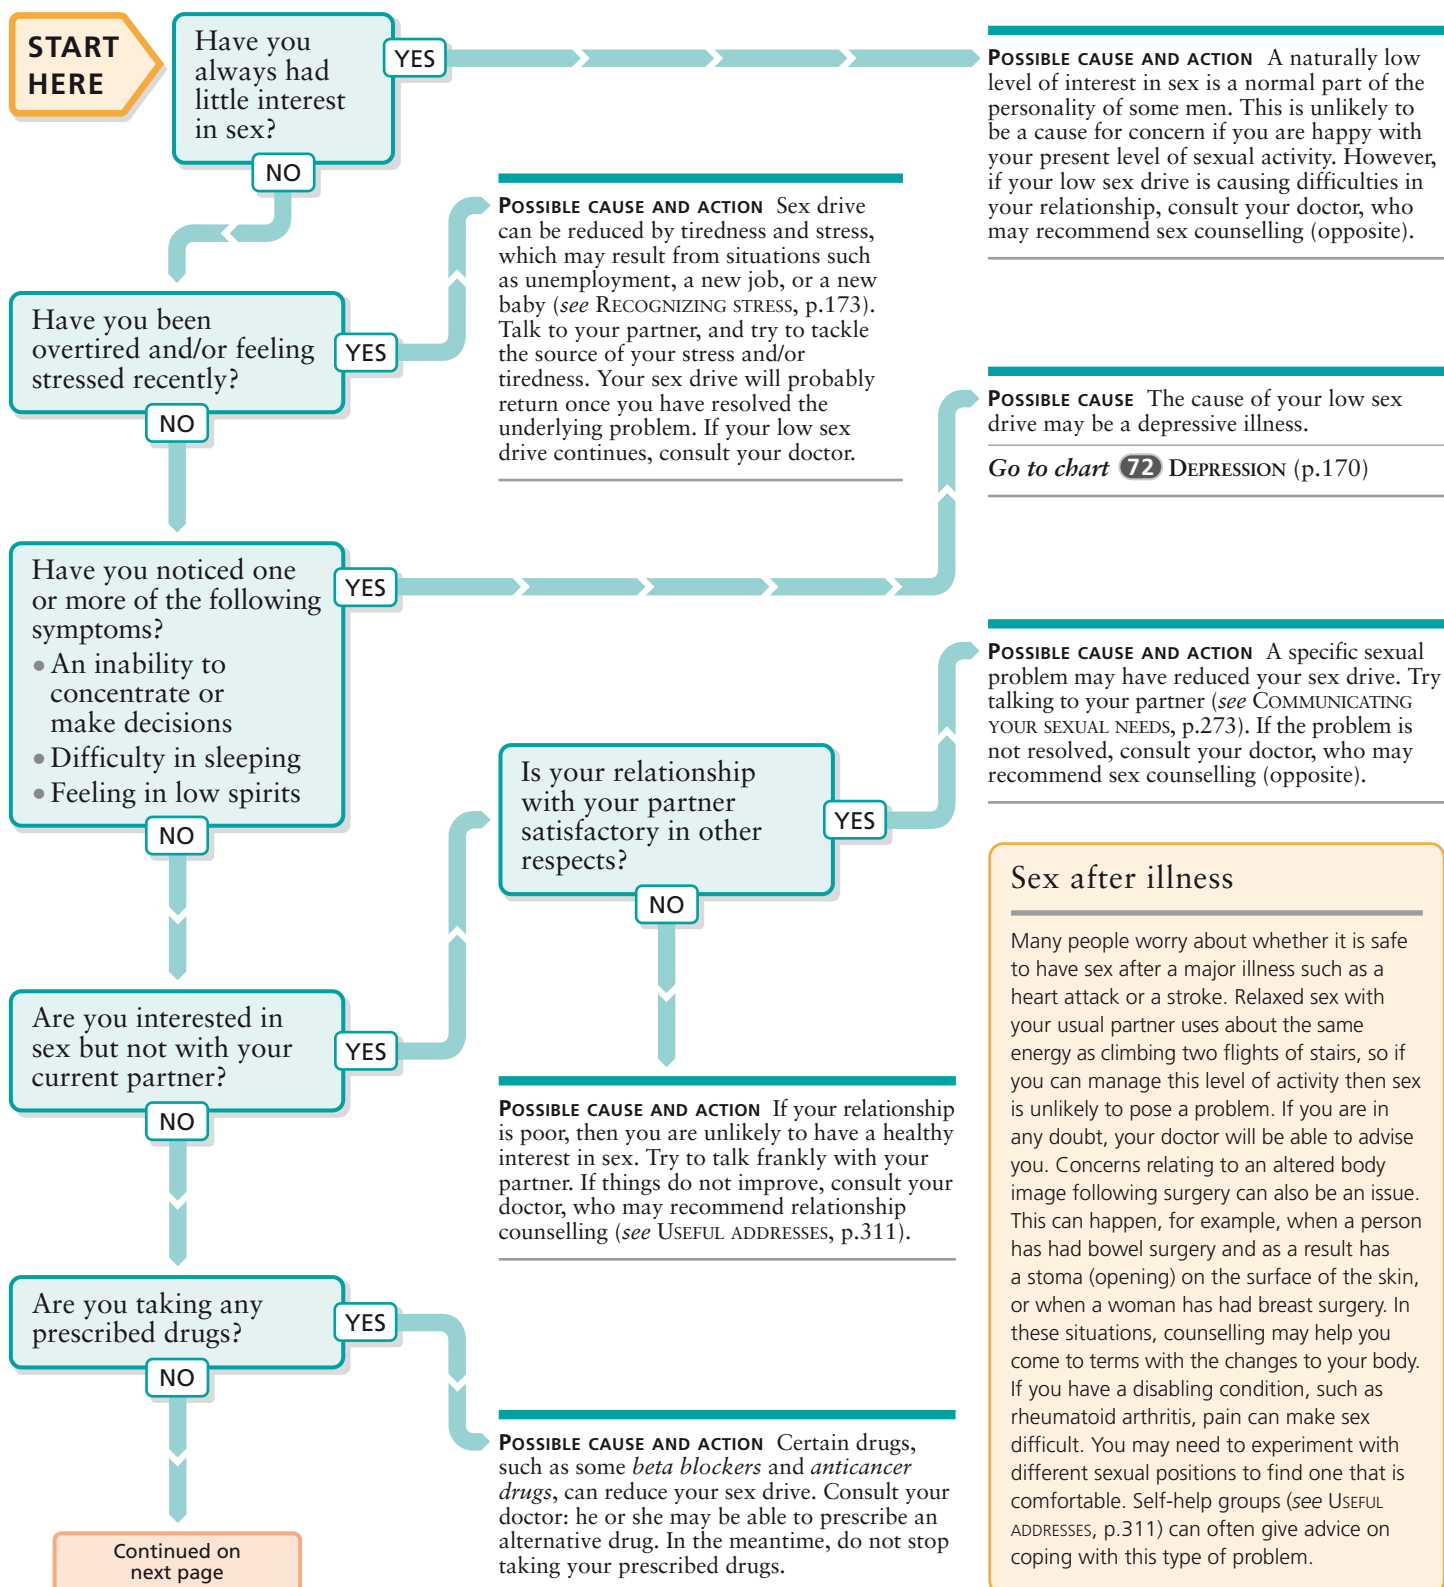 START
HERE
Have you
always had
little interest
in sex?
YES
NO
POSSIBLE CAUSE AND ACTION A naturally low
level of interest in sex is a normal part of the
personality of some men. This is unlikely to
be a cause for concern if you are happy with
your present level of sexual activity. However,
if your low sex drive is causing difficulties in
your relationship, consult your doctor, who
may recommend sex counselling (opposite).
Have you been
overtired and/or feeling
stressed recently?
YES
NO
POSSIBLE CAUSE AND ACTION Sex drive
can be reduced by tiredness and stress,
which may result from situations such
as unemployment, a new job, or a new
baby (see RECOGNIZING STRESS, p.173).
Talk to your partner, and try to tackle
the source of your stress and/or
tiredness. Your sex drive will probably
return once you have resolved the
underlying problem. If your low sex
drive continues, consult your doctor.
Have you noticed one
or more of the following
symptoms?
• An inability to
concentrate or
make decisions
• Difficulty in sleeping
• Feeling in low spirits
YES
NO
POSSIBLE CAUSE The cause of your low sex
drive may be a depressive illness.
Go to chart 72 DEPRESSION (p.170)
Are you interested in
sex but not with your
current partner?
YES
NO
Is your relationship
with your partner
satisfactory in other
respects?
YES
NO
POSSIBLE CAUSE AND ACTION A specific sexual
problem may have reduced your sex drive. Try
talking to your partner (see COMMUNICATING
YOUR SEXUAL NEEDS, p.273). If the problem is
not resolved, consult your doctor, who may
recommend sex counselling (opposite).
POSSIBLE CAUSE AND ACTION If your relationship
is poor, then you are unlikely to have a healthy
interest in sex. Try to talk frankly with your
partner. If things do not improve, consult your
doctor, who may recommend relationship
counselling (see USEFUL ADDRESSES, p.311).
Are you taking any
prescribed drugs?
YES
NO
POSSIBLE CAUSE AND ACTION Certain drugs,
such as some beta blockers and anticancer
drugs, can reduce your sex drive. Consult your
doctor: he or she may be able to prescribe an
alternative drug. In the meantime, do not stop
taking your prescribed drugs.
Continued on
next page
Sex after illness
Many people worry about whether it is safe
to have sex after a major illness such as a
heart attack or a stroke. Relaxed sex with
your usual partner uses about the same
energy as climbing two flights of stairs, so if
you can manage this level of activity then sex
is unlikely to pose a problem. If you are in
any doubt, your doctor will be able to advise
you. Concerns relating to an altered body
image following surgery can also be an issue.
This can happen, for example, when a person
has had bowel surgery and as a result has
a stoma (opening) on the surface of the skin,
or when a woman has had breast surgery. In
these situations, counselling may help you
come to terms with the changes to your body.
If you have a disabling condition, such as
rheumatoid arthritis, pain can make sex
difficult. You may need to experiment with
different sexual positions to find one that is
comfortable. Self-help groups (see USEFUL
ADDRESSES, p.311) can often give advice on
coping with this type of problem.